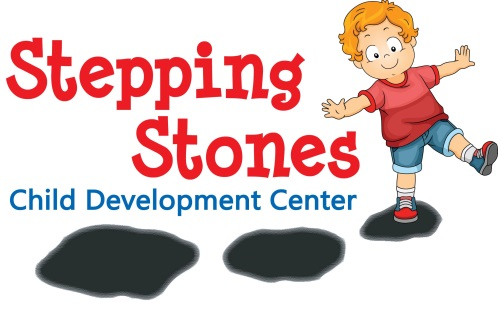 Stepping
Stones
Child Development Center